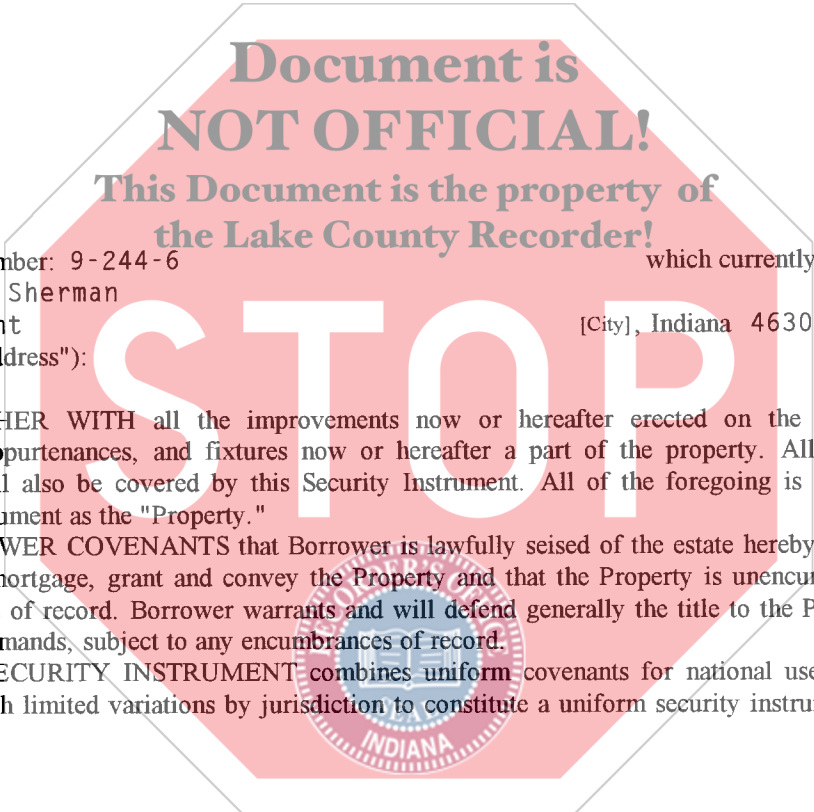 Document is
NOT OFFICIAL!
This Document is the property of
the Lake County Recorder!
mber: 9-244-6 which currently
Sherman
nt [City], Indiana 4630
ddress"):
STOP
HER WITH all the improvements now or hereafter erected on the
ppurtenances, and fixtures now or hereafter a part of the property. All
l also be covered by this Security Instrument. All of the foregoing is
ument as the "Property."
WER COVENANTS that Borrower is lawfully seised of the estate hereby
mortgage, grant and convey the Property and that the Property is unencu
of record. Borrower warrants and will defend generally the title to the P
mands, subject to any encumbrances of record.
ECURITY INSTRUMENT combines uniform covenants for national use
h limited variations by jurisdiction to constitute a uniform security instru
RECORDER'S OFFICE
SEAL
INDIANA